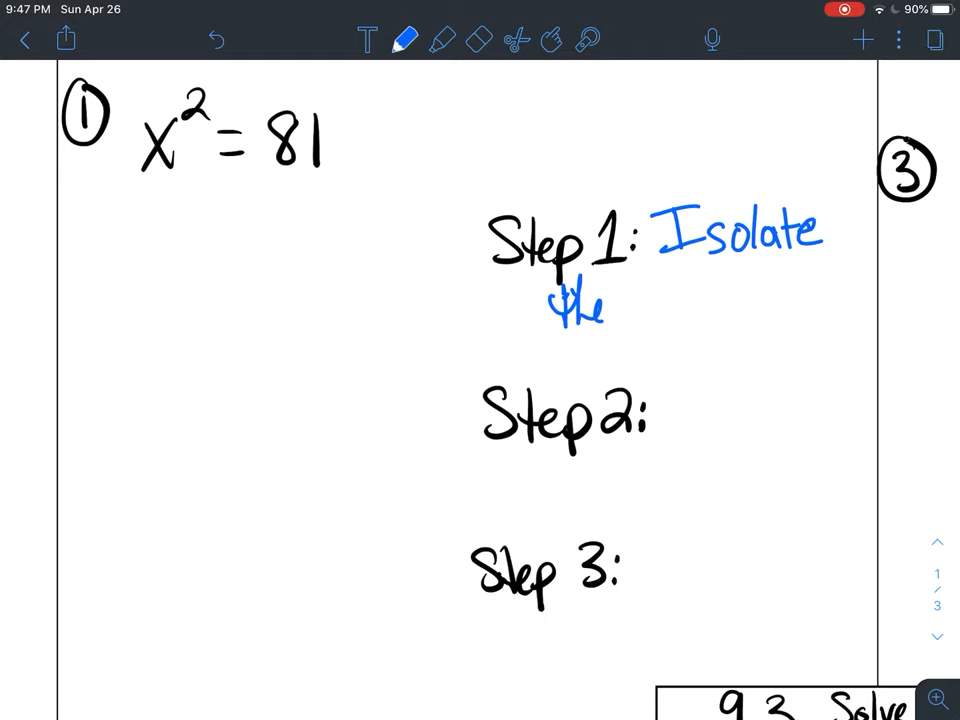 9:47 PM Sun Apr 26
90%
① x² = 81
③
Step 1: Isolate
the
Step 2:
Step 3:
1
/
3
9.3 Solve